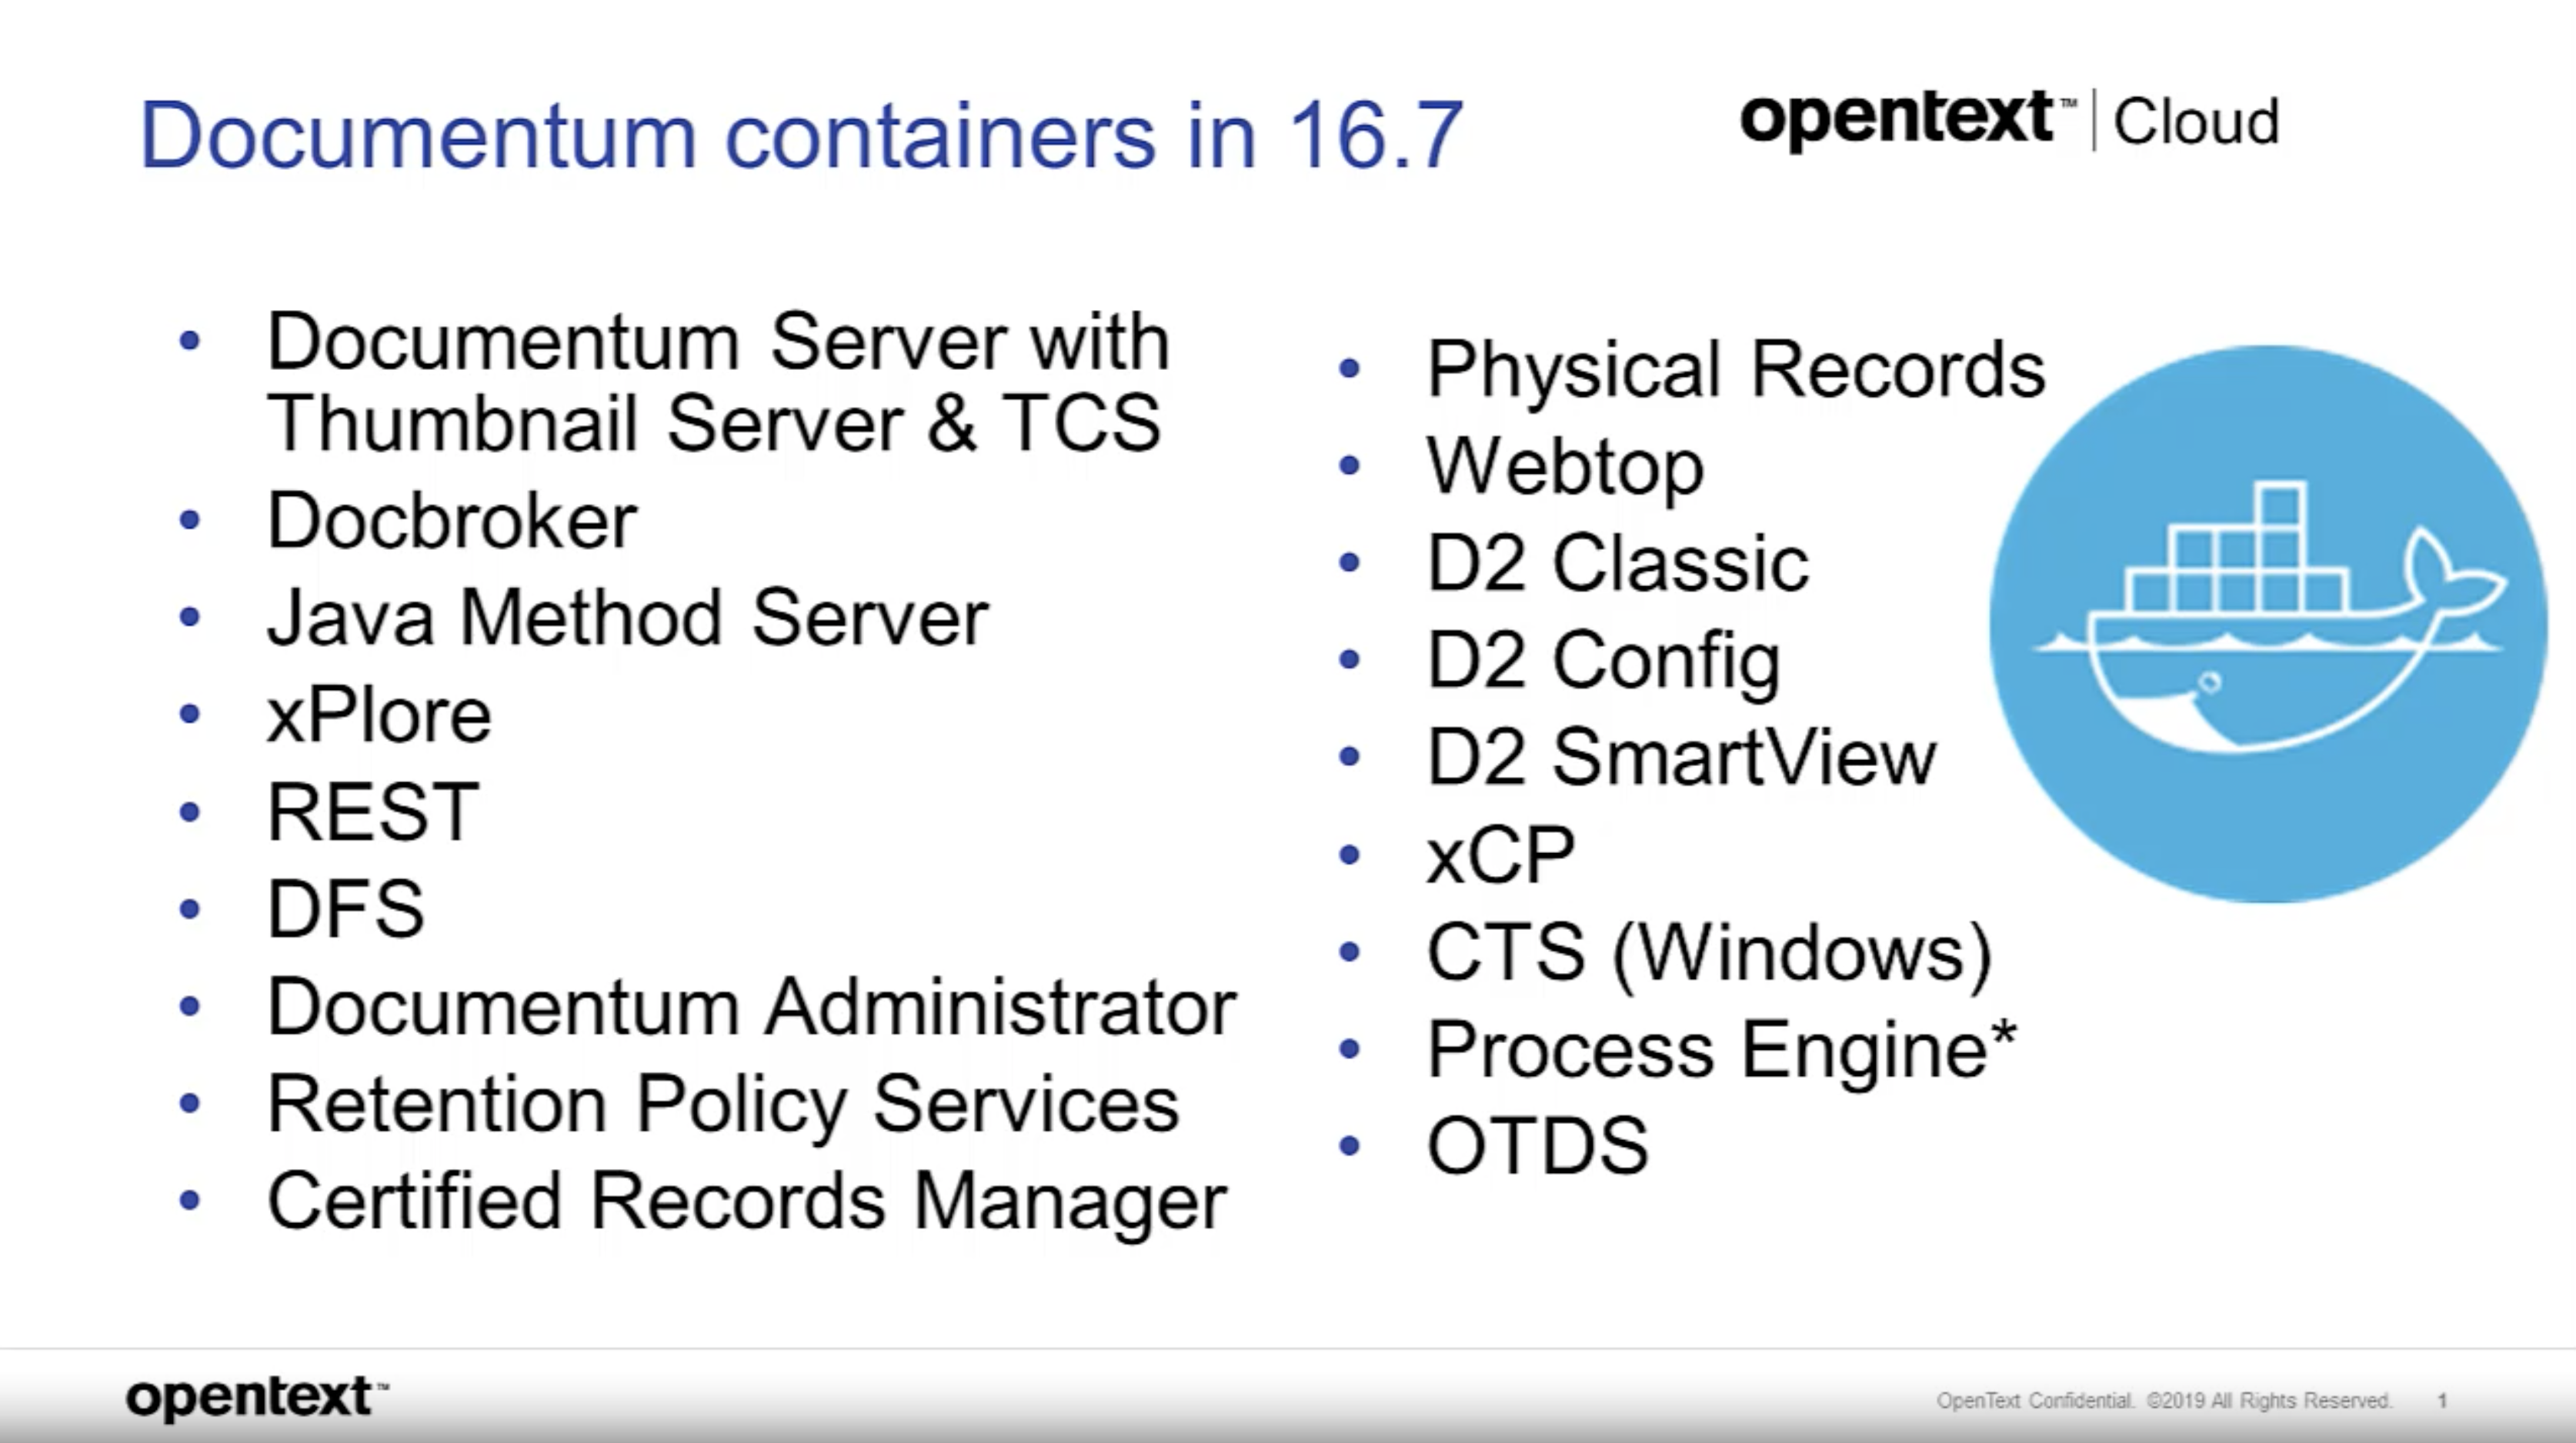 Documentum containers in 16.7
opentext™ | Cloud
• Documentum Server with
Thumbnail Server & TCS
• Docbroker
• Java Method Server
• xPlore
• REST
• DFS
• Documentum Administrator
• Retention Policy Services
• Certified Records Manager
• Physical Records
• Webtop
• D2 Classic
• D2 Config
• D2 SmartView
• xCP
• CTS (Windows)
• Process Engine*
• OTDS
opentext™
OpenText Confidential. ©2019 All Rights Reserved. 1